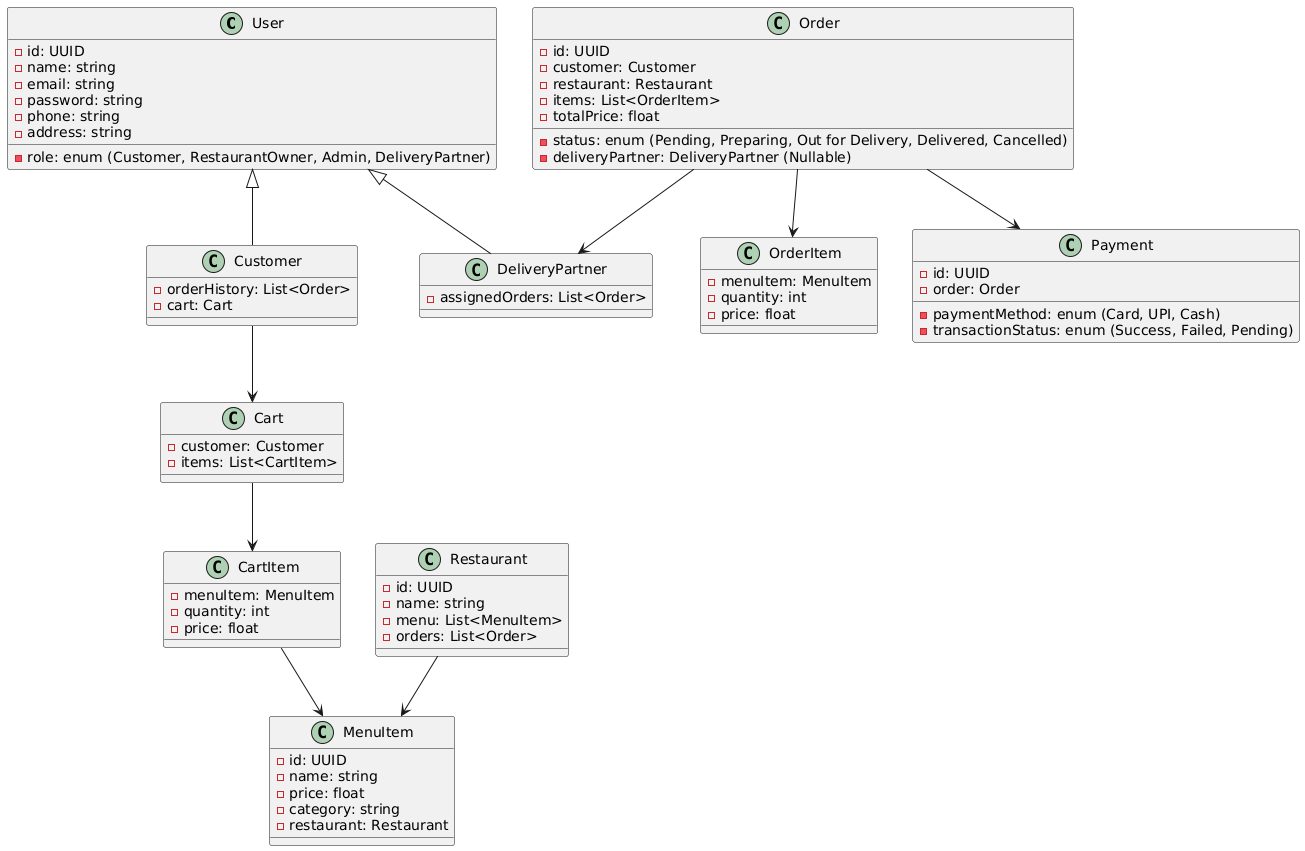 C User
id: UUID
name: string
email: string
password: string
phone: string
address: string
role: enum (Customer, RestaurantOwner, Admin, DeliveryPartner)
C Order
id: UUID
customer: Customer
restaurant: Restaurant
items: List<OrderItem>
totalPrice: float
status: enum (Pending, Preparing, Out for Delivery, Delivered, Cancelled)
deliveryPartner: DeliveryPartner (Nullable)
C Customer
orderHistory: List<Order>
cart: Cart
C DeliveryPartner
assignedOrders: List<Order>
C OrderItem
menuItem: MenuItem
quantity: int
price: float
C Payment
id: UUID
order: Order
paymentMethod: enum (Card, UPI, Cash)
transactionStatus: enum (Success, Failed, Pending)
C Cart
customer: Customer
items: List<CartItem>
C CartItem
menuItem: MenuItem
quantity: int
price: float
C Restaurant
id: UUID
name: string
menu: List<MenuItem>
orders: List<Order>
C MenuItem
id: UUID
name: string
price: float
category: string
restaurant: Restaurant